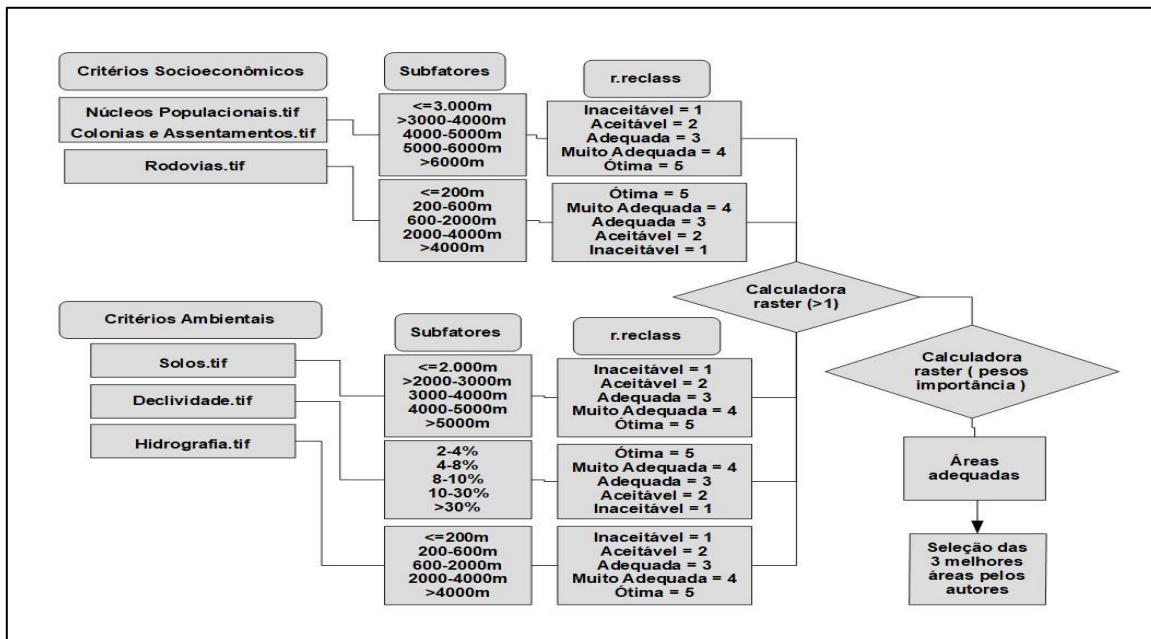 Critérios Socioeconômicos
Subfatores
r.reclass
Núcleos Populacionais.tif
Colonias e Assentamentos.tif
Rodovias.tif
<=3.000m
>3000-4000m
4000-5000m
5000-6000m
>6000m
Inaceitável = 1
Aceitável = 2
Adequada = 3
Muito Adequada = 4
Ótima = 5
<=200m
200-600m
600-2000m
2000-4000m
>4000m
Ótima = 5
Muito Adequada = 4
Adequada = 3
Aceitável = 2
Inaceitável = 1
Calculadora
raster (>1)
Critérios Ambientais
Subfatores
r.reclass
Solos.tif
Declividade.tif
Hidrografia.tif
<=2.000m
>2000-3000m
3000-4000m
4000-5000m
>5000m
Inaceitável = 1
Aceitável = 2
Adequada = 3
Muito Adequada = 4
Ótima = 5
2-4%
4-8%
8-10%
10-30%
>30%
Ótima = 5
Muito Adequada = 4
Adequada = 3
Aceitável = 2
Inaceitável = 1
<=200m
200-600m
600-2000m
2000-4000m
>4000m
Inaceitável = 1
Aceitável = 2
Adequada = 3
Muito Adequada = 4
Ótima = 5
Calculadora
raster ( pesos
importância )
Áreas
adequadas
Seleção das
3 melhores
áreas pelos
autores